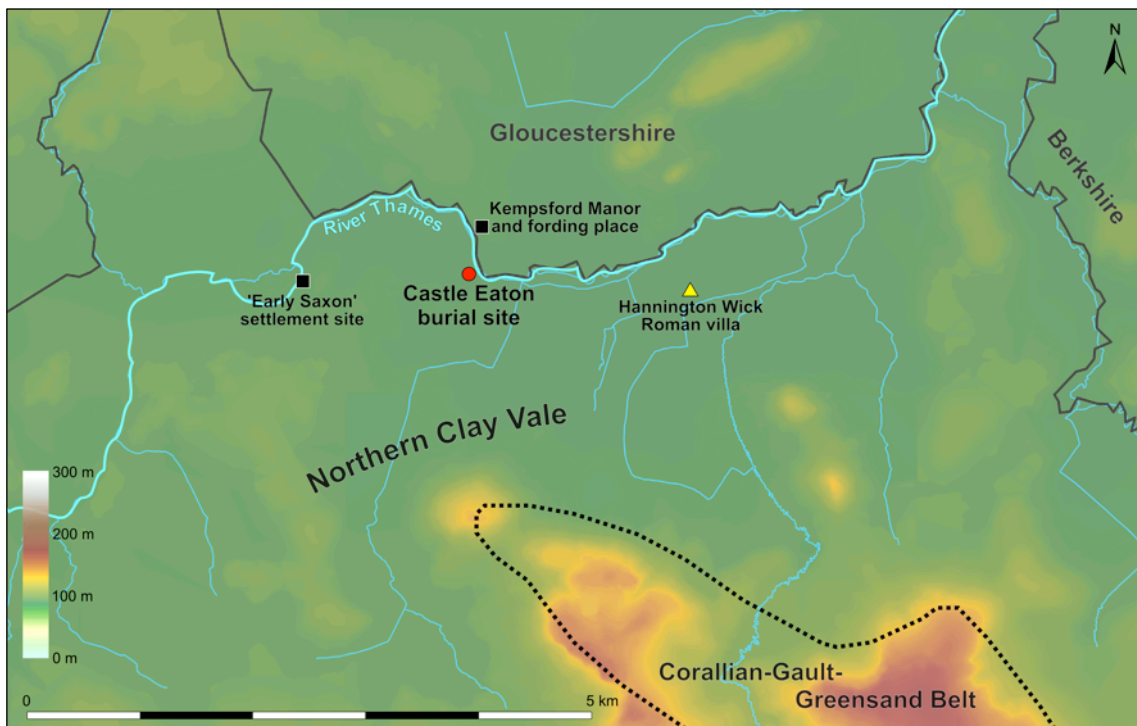 N
Gloucestershire
Berkshire
River Thames
Kempsford Manor
and fording place
'Early Saxon'
settlement site
Castle Eaton
burial site
Hannington Wick
Roman villa
Northern Clay Vale
300 m
200 m
100 m
0 m
Corallian-Gault-
Greensand Belt
0
5 km